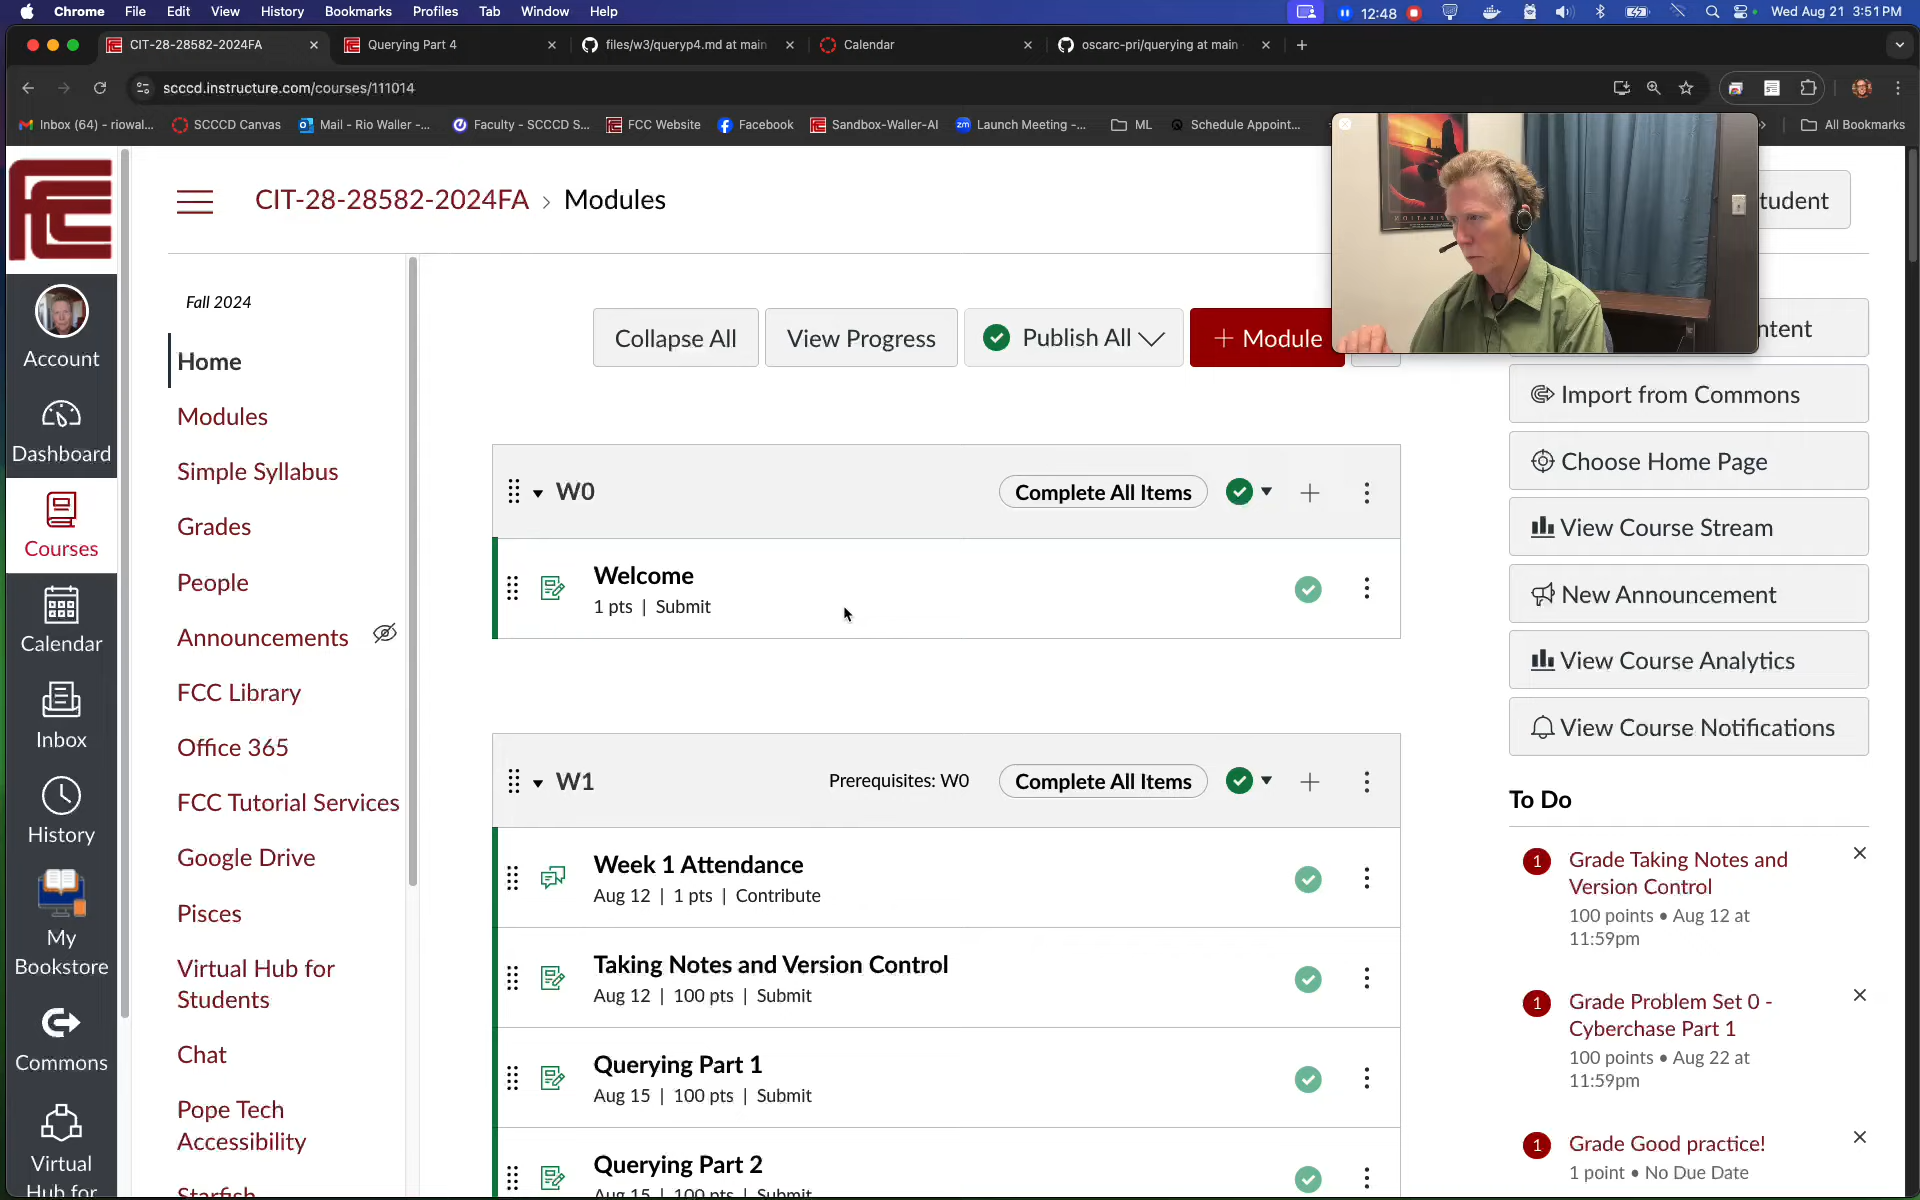 Chrome File Edit View History Bookmarks Profiles Tab Window Help 12:48 Wed Aug 21 3:51 PM
CIT-28-28582-2024FA Querying Part 4 files/w3/queryp4.md at main Calendar oscarc-pri/querying at main
scccd.instructure.com/courses/111014
Inbox (64) - riowal... SCCCD Canvas Mail - Rio Waller -... Faculty - SCCCD S... FCC Website Facebook Sandbox-Waller-AI Launch Meeting -... ML Schedule Appoint... All Bookmarks
CIT-28-28582-2024FA › Modules
tudent
Fall 2024
Home
Modules
Simple Syllabus
Grades
People
Announcements
FCC Library
Office 365
FCC Tutorial Services
Google Drive
Pisces
Virtual Hub for
Students
Chat
Pope Tech
Accessibility
Starfish
Account
Dashboard
Courses
Calendar
Inbox
History
My
Bookstore
Commons
Virtual
Hub for
Collapse All View Progress Publish All + Module
W0 Complete All Items
Welcome
1 pts | Submit
W1 Prerequisites: W0 Complete All Items
Week 1 Attendance
Aug 12 | 1 pts | Contribute
Taking Notes and Version Control
Aug 12 | 100 pts | Submit
Querying Part 1
Aug 15 | 100 pts | Submit
Querying Part 2
Aug 15 | 100 pts | Submit
ntent
Import from Commons
Choose Home Page
View Course Stream
New Announcement
View Course Analytics
View Course Notifications
To Do
1 Grade Taking Notes and
Version Control
100 points • Aug 12 at
11:59pm
1 Grade Problem Set 0 -
Cyberchase Part 1
100 points • Aug 22 at
11:59pm
1 Grade Good practice!
1 point • No Due Date